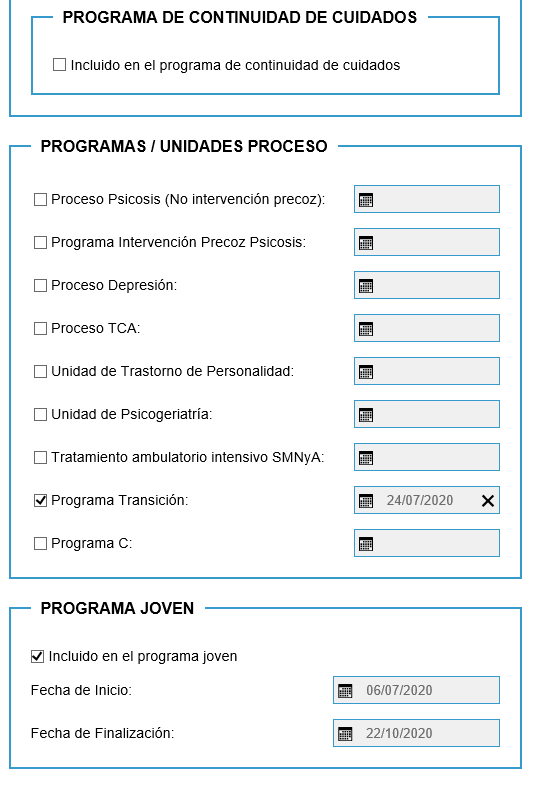 PROGRAMA DE CONTINUIDAD DE CUIDADOS
Incluido en el programa de continuidad de cuidados
PROGRAMAS / UNIDADES PROCESO
Proceso Psicosis (No intervención precoz):
Programa Intervención Precoz Psicosis:
Proceso Depresión:
Proceso TCA:
Unidad de Trastorno de Personalidad:
Unidad de Psicogeriatría:
Tratamiento ambulatorio intensivo SMNyA:
Programa Transición: 24/07/2020
Programa C:
PROGRAMA JOVEN
Incluido en el programa joven
Fecha de Inicio: 06/07/2020
Fecha de Finalización: 22/10/2020